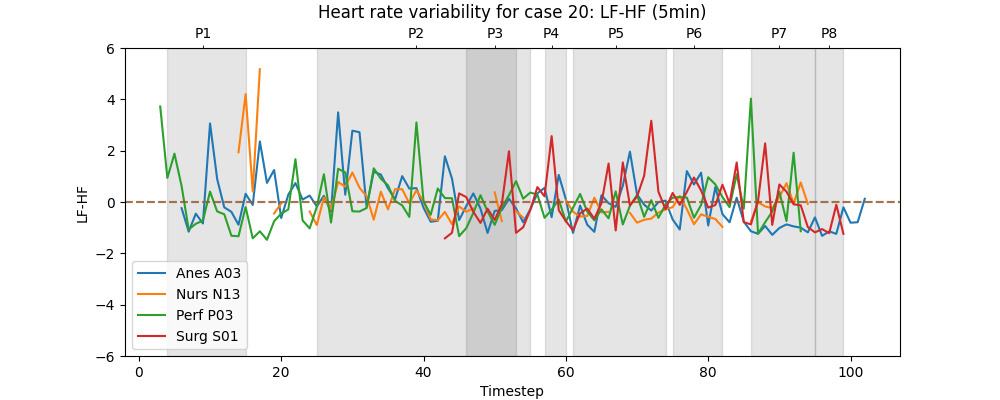 Heart rate variability for case 20: LF-HF (5min)
P1 P2 P3 P4 P5 P6 P7 P8
6
4
2
0
−2
−4
−6
LF-HF
Anes A03
Nurs N13
Perf P03
Surg S01
0 20 40 60 80 100
Timestep